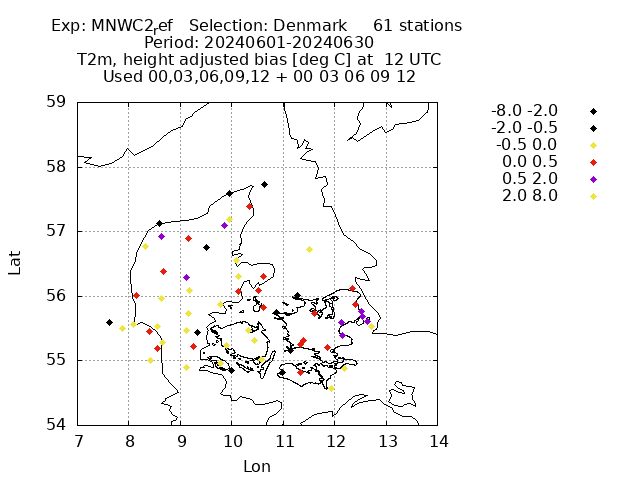 Exp: MNWC2ref   Selection: Denmark     61 stations
Period: 20240601-20240630
T2m, height adjusted bias [deg C] at  12 UTC
Used 00,03,06,09,12 + 00 03 06 09 12
59
58
57
56
55
54
Lat
7 8 9 10 11 12 13 14
Lon
-8.0 -2.0
-2.0 -0.5
-0.5 0.0
0.0 0.5
0.5 2.0
2.0 8.0